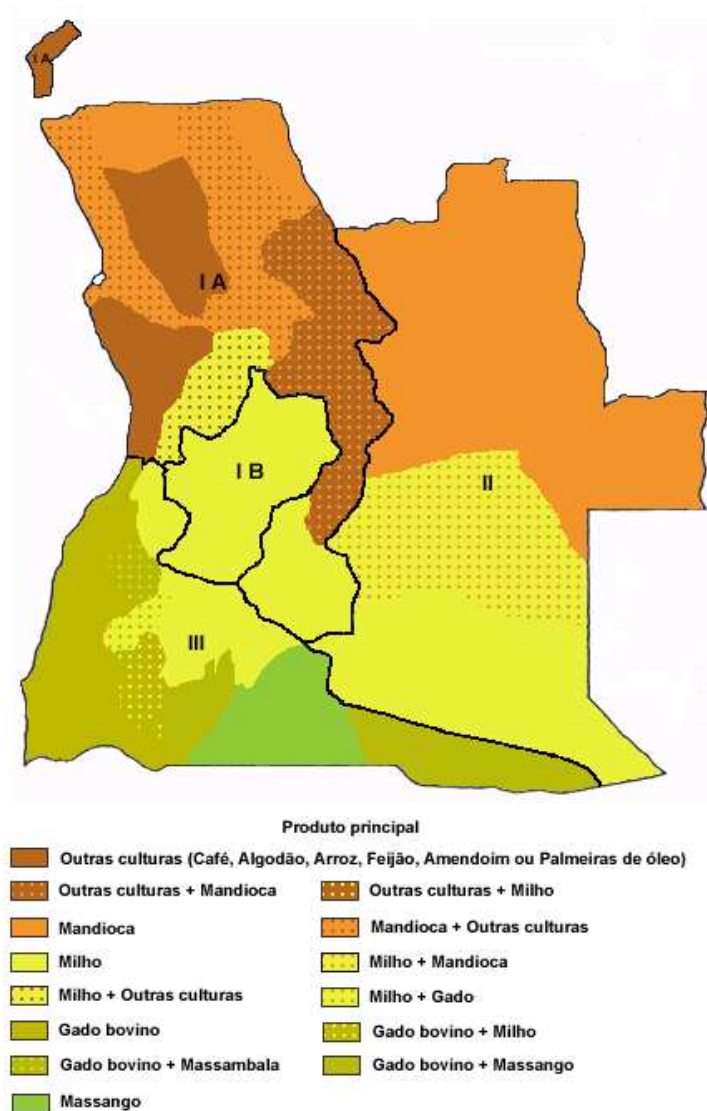 I A
I A
I B
II
III
Produto principal
Outras culturas (Café, Algodão, Arroz, Feijão, Amendoim ou Palmeiras de óleo)
Outras culturas + Mandioca
Outras culturas + Milho
Mandioca
Mandioca + Outras culturas
Milho
Milho + Mandioca
Milho + Outras culturas
Milho + Gado
Gado bovino
Gado bovino + Milho
Gado bovino + Massambala
Gado bovino + Massango
Massango